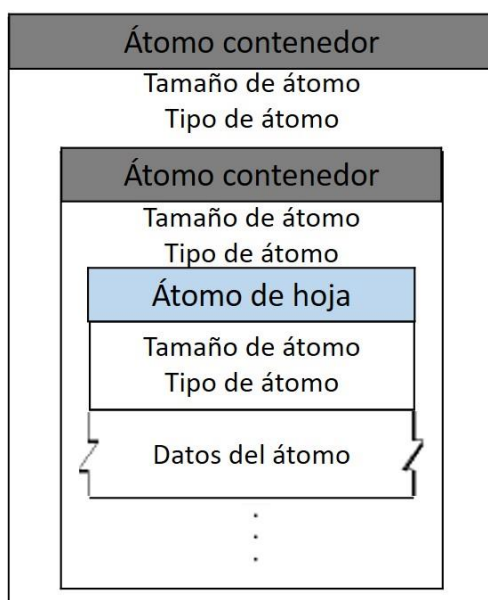 Átomo contenedor
Tamaño de átomo
Tipo de átomo
Átomo contenedor
Tamaño de átomo
Tipo de átomo
Átomo de hoja
Tamaño de átomo
Tipo de átomo
Datos del átomo